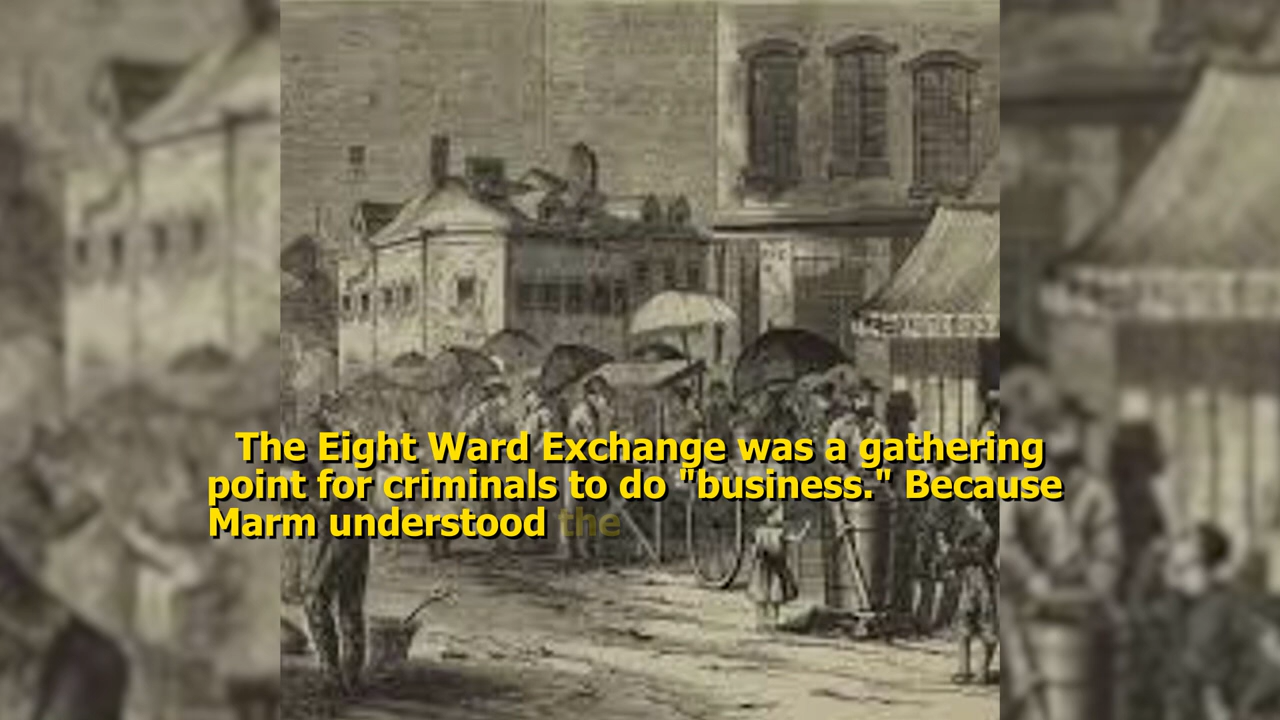 The Eight Ward Exchange was a gathering
point for criminals to do "business." Because
Marm understood the